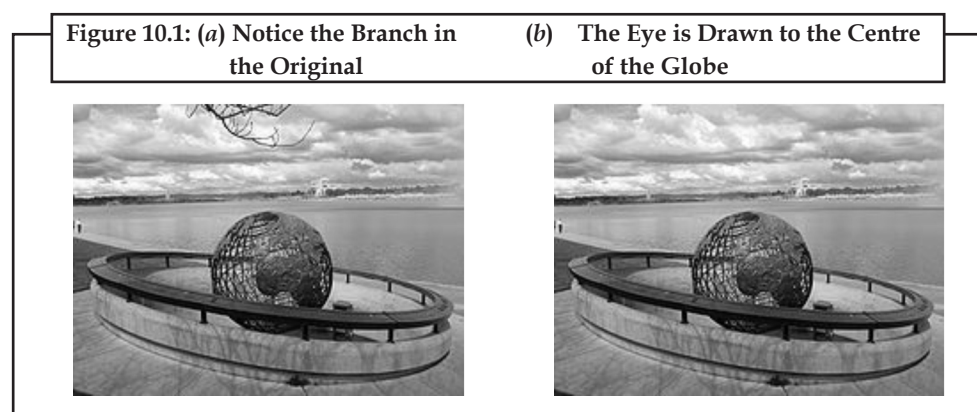 Figure 10.1: (a) Notice the Branch in
the Original
(b) The Eye is Drawn to the Centre
of the Globe